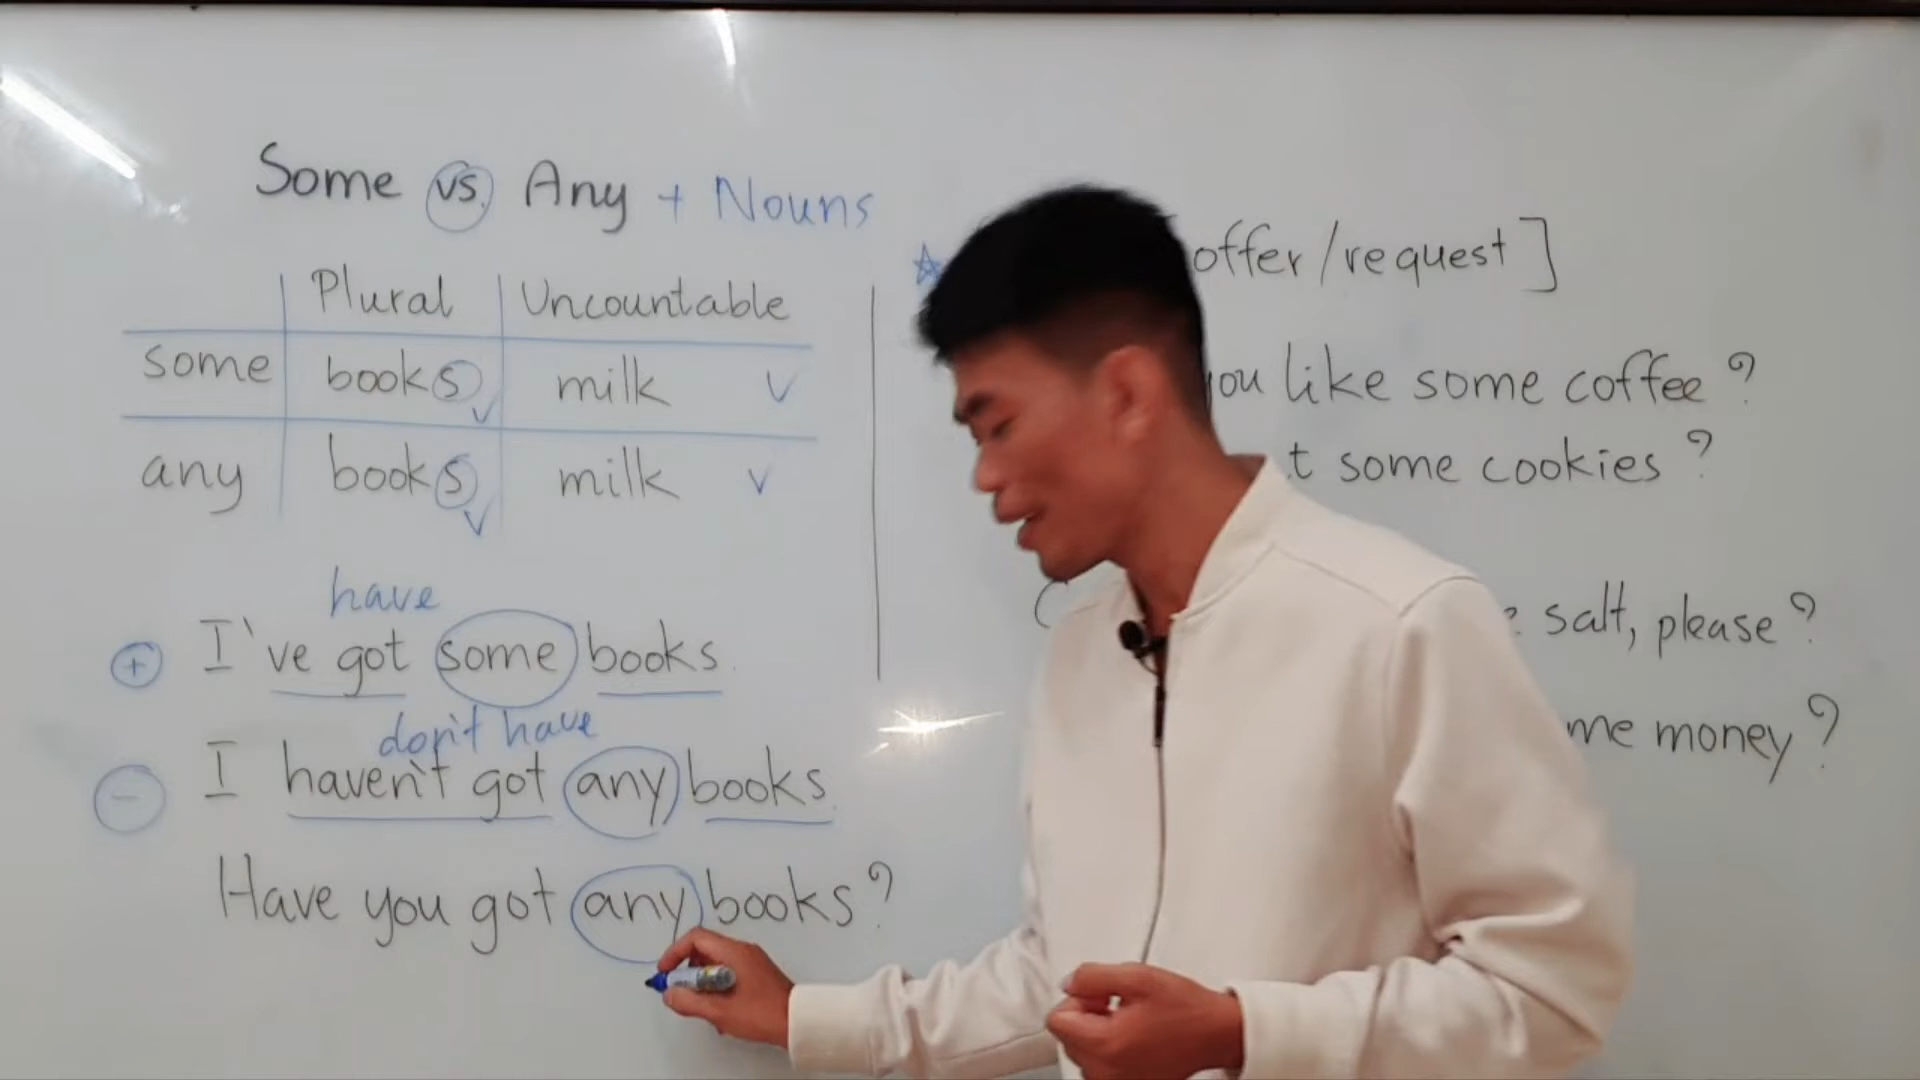 Some vs. Any + Nouns
Plural Uncountable
some books milk
any books milk
have
I've got some books.
don't have
I haven't got any books.
Have you got any books?
offer/request]
you like some coffee?
some cookies?
salt, please?
money?